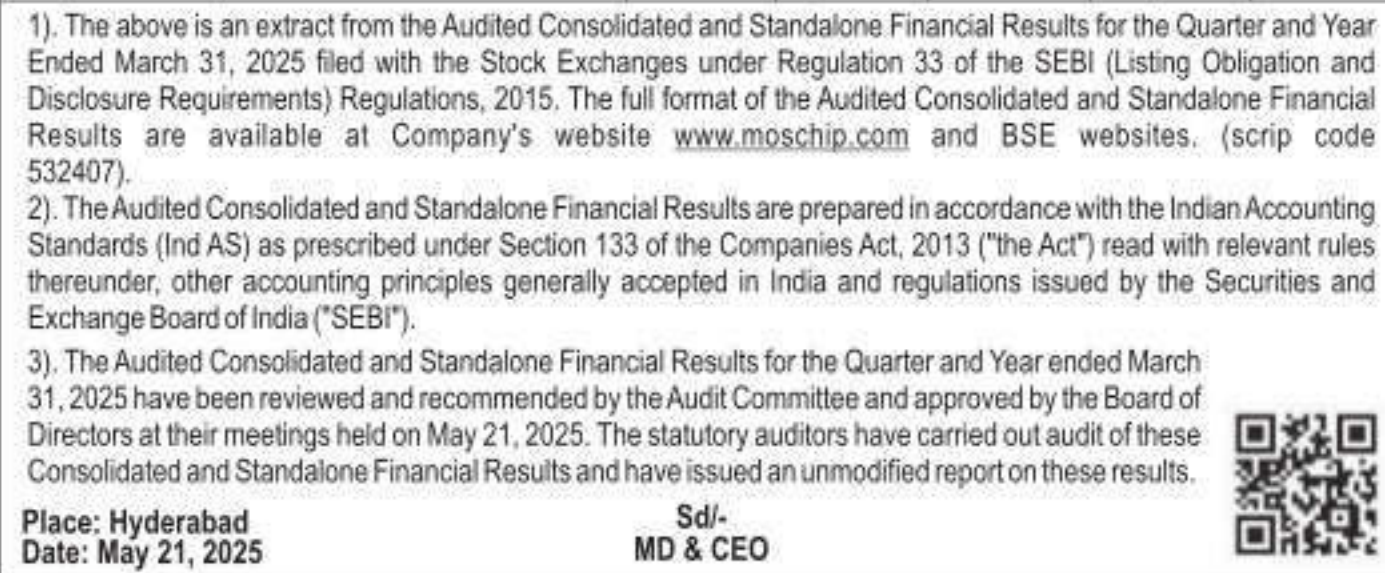 1). The above is an extract from the Audited Consolidated and Standalone Financial Results for the Quarter and Year
Ended March 31, 2025 filed with the Stock Exchanges under Regulation 33 of the SEBI (Listing Obligation and
Disclosure Requirements) Regulations, 2015. The full format of the Audited Consolidated and Standalone Financial
Results are available at Company's website www.moschip.com and BSE websites. (scrip code
532407).
2). The Audited Consolidated and Standalone Financial Results are prepared in accordance with the Indian Accounting
Standards (Ind AS) as prescribed under Section 133 of the Companies Act, 2013 ("the Act") read with relevant rules
thereunder, other accounting principles generally accepted in India and regulations issued by the Securities and
Exchange Board of India ("SEBI").
3). The Audited Consolidated and Standalone Financial Results for the Quarter and Year ended March
31, 2025 have been reviewed and recommended by the Audit Committee and approved by the Board of
Directors at their meetings held on May 21, 2025. The statutory auditors have carried out audit of these
Consolidated and Standalone Financial Results and have issued an unmodified report on these results.
Place: Hyderabad
Date: May 21, 2025
Sd/-
MD & CEO